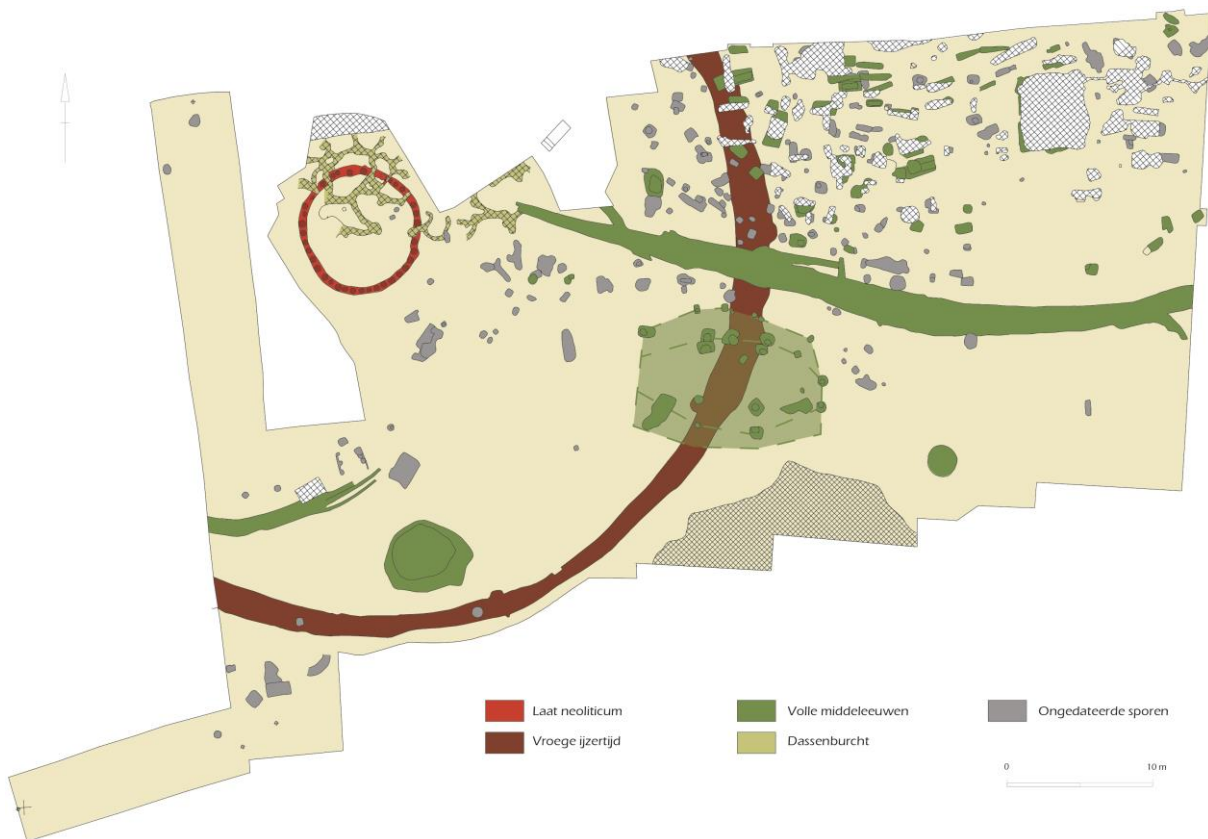 Laat neoliticum
Volle middeleeuwen
Ongedateerde sporen
Vroege ijzertijd
Dassenburcht
0
10 m